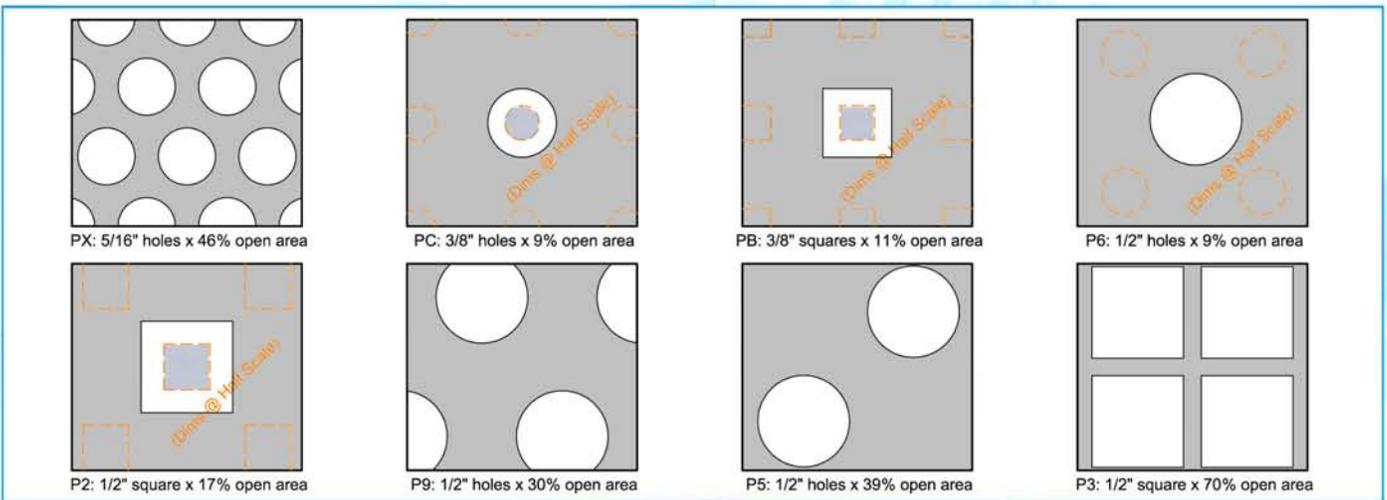 (Dims @ Half Scale)
(Dims @ Half Scale)
(Dims @ Half Scale)
PX: 5/16" holes x 46% open area
PC: 3/8" holes x 9% open area
PB: 3/8" squares x 11% open area
P6: 1/2" holes x 9% open area
(Dims @ Half Scale)
P2: 1/2" square x 17% open area
P9: 1/2" holes x 30% open area
P5: 1/2" holes x 39% open area
P3: 1/2" square x 70% open area